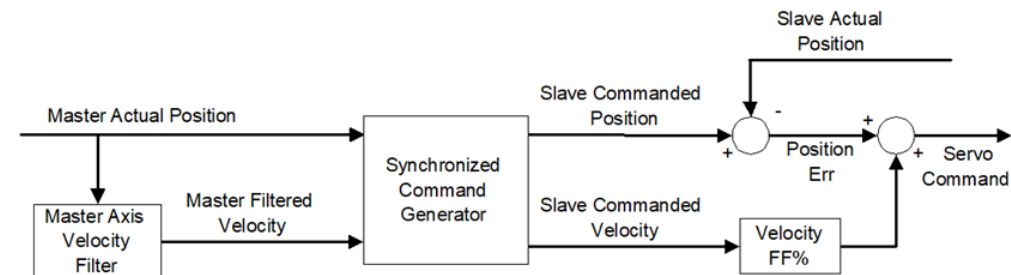 Slave Actual
Position
Master Actual Position
Slave Commanded
Position
-
+
+
Position
Err
+
Servo
Command
Synchronized
Command
Generator
Master Axis
Velocity
Filter
Master Filtered
Velocity
Slave Commanded
Velocity
Velocity
FF%